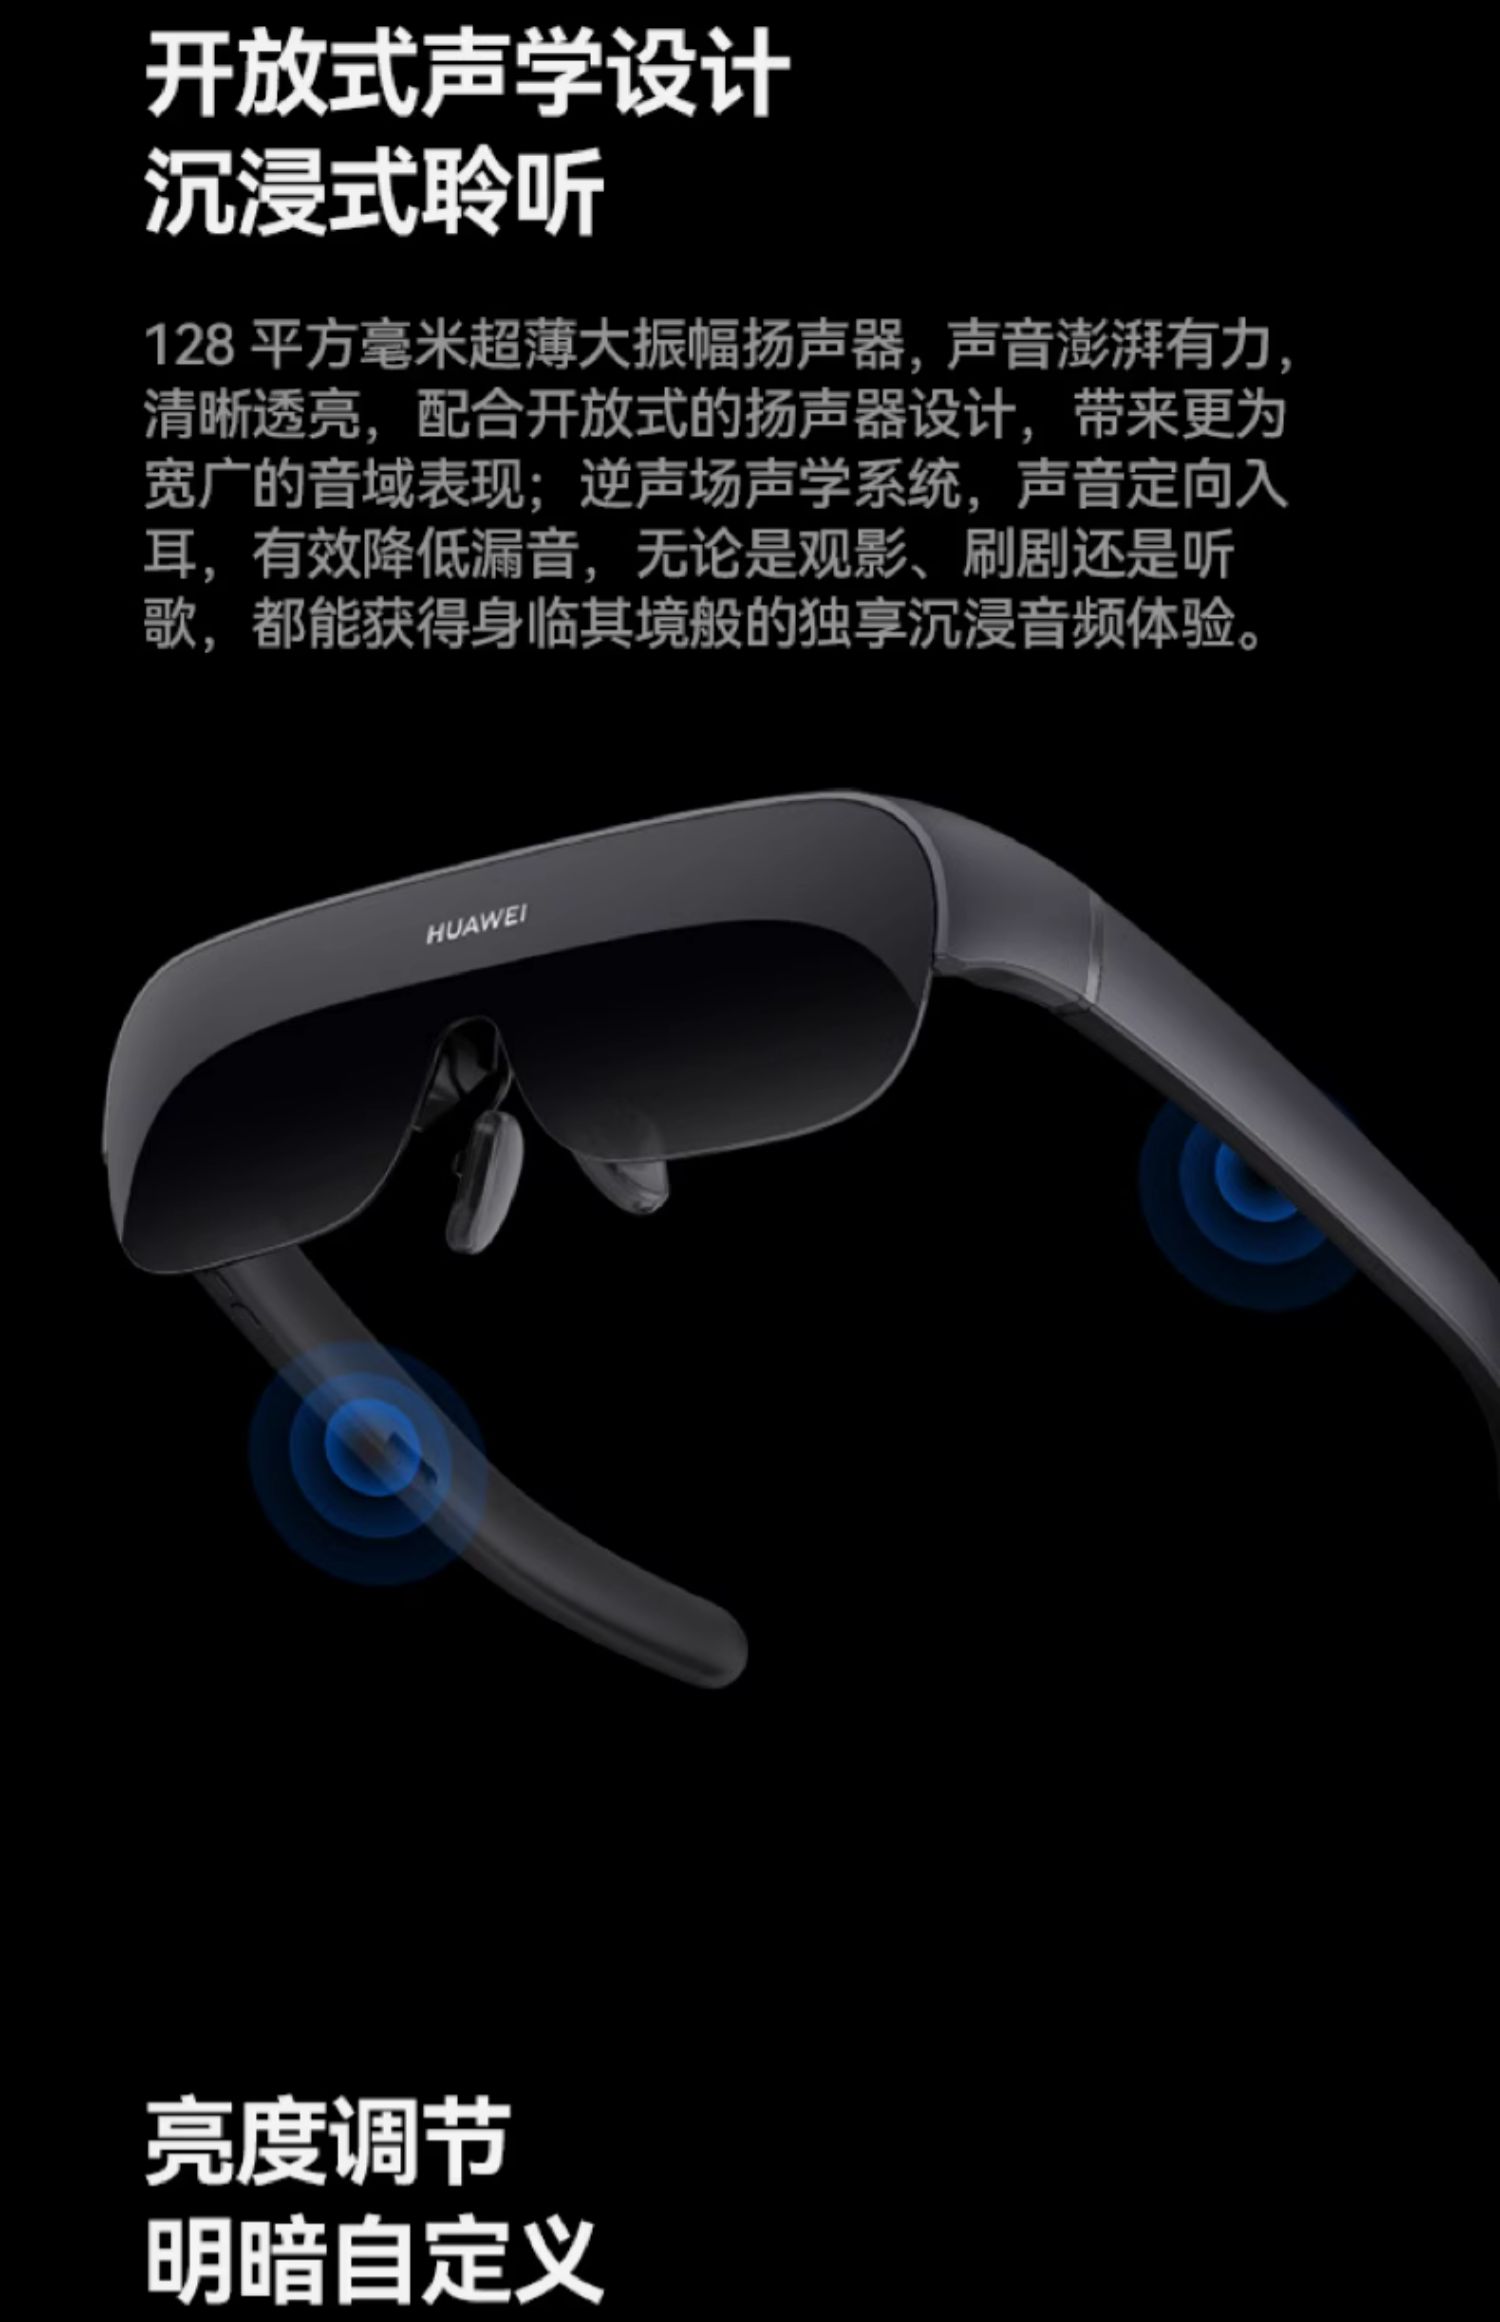 开放式声学设计
沉浸式聆听
128 平方毫米超薄大振幅扬声器，声音澎湃有力，
清晰透亮，配合开放式的扬声器设计，带来更为
宽广的音域表现；逆声场声学系统，声音定向入
耳，有效降低漏音，无论是观影、刷剧还是听
歌，都能获得身临其境般的独享沉浸音频体验。
HUAWEI
亮度调节
明暗自定义